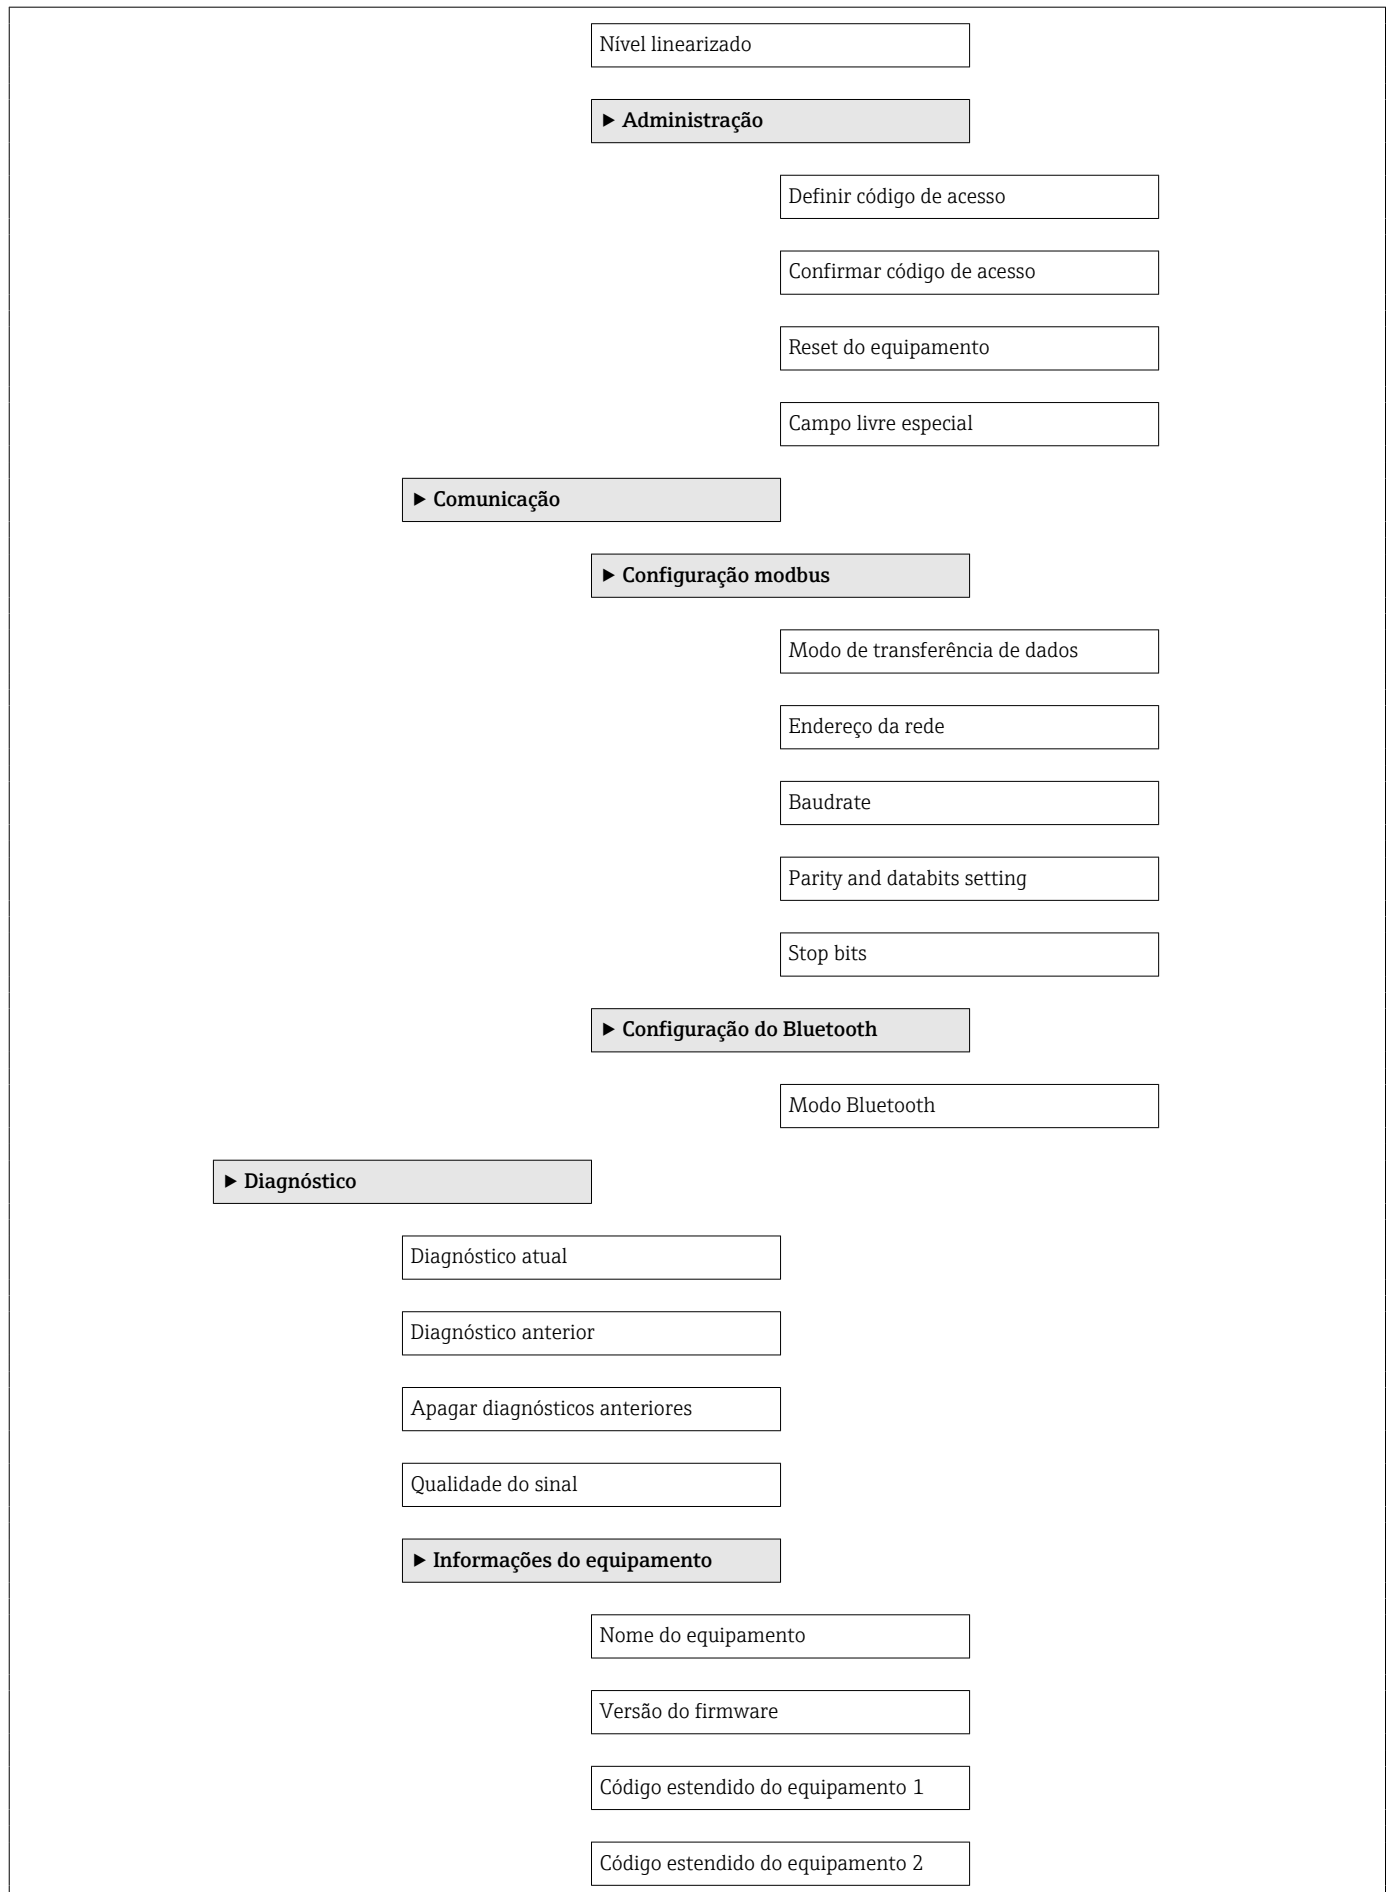 Nível linearizado
▶ Administração
Definir código de acesso
Confirmar código de acesso
Reset do equipamento
Campo livre especial
▶ Comunicação
▶ Configuração modbus
Modo de transferência de dados
Endereço da rede
Baudrate
Parity and databits setting
Stop bits
▶ Configuração do Bluetooth
Modo Bluetooth
▶ Diagnóstico
Diagnóstico atual
Diagnóstico anterior
Apagar diagnósticos anteriores
Qualidade do sinal
▶ Informações do equipamento
Nome do equipamento
Versão do firmware
Código estendido do equipamento 1
Código estendido do equipamento 2